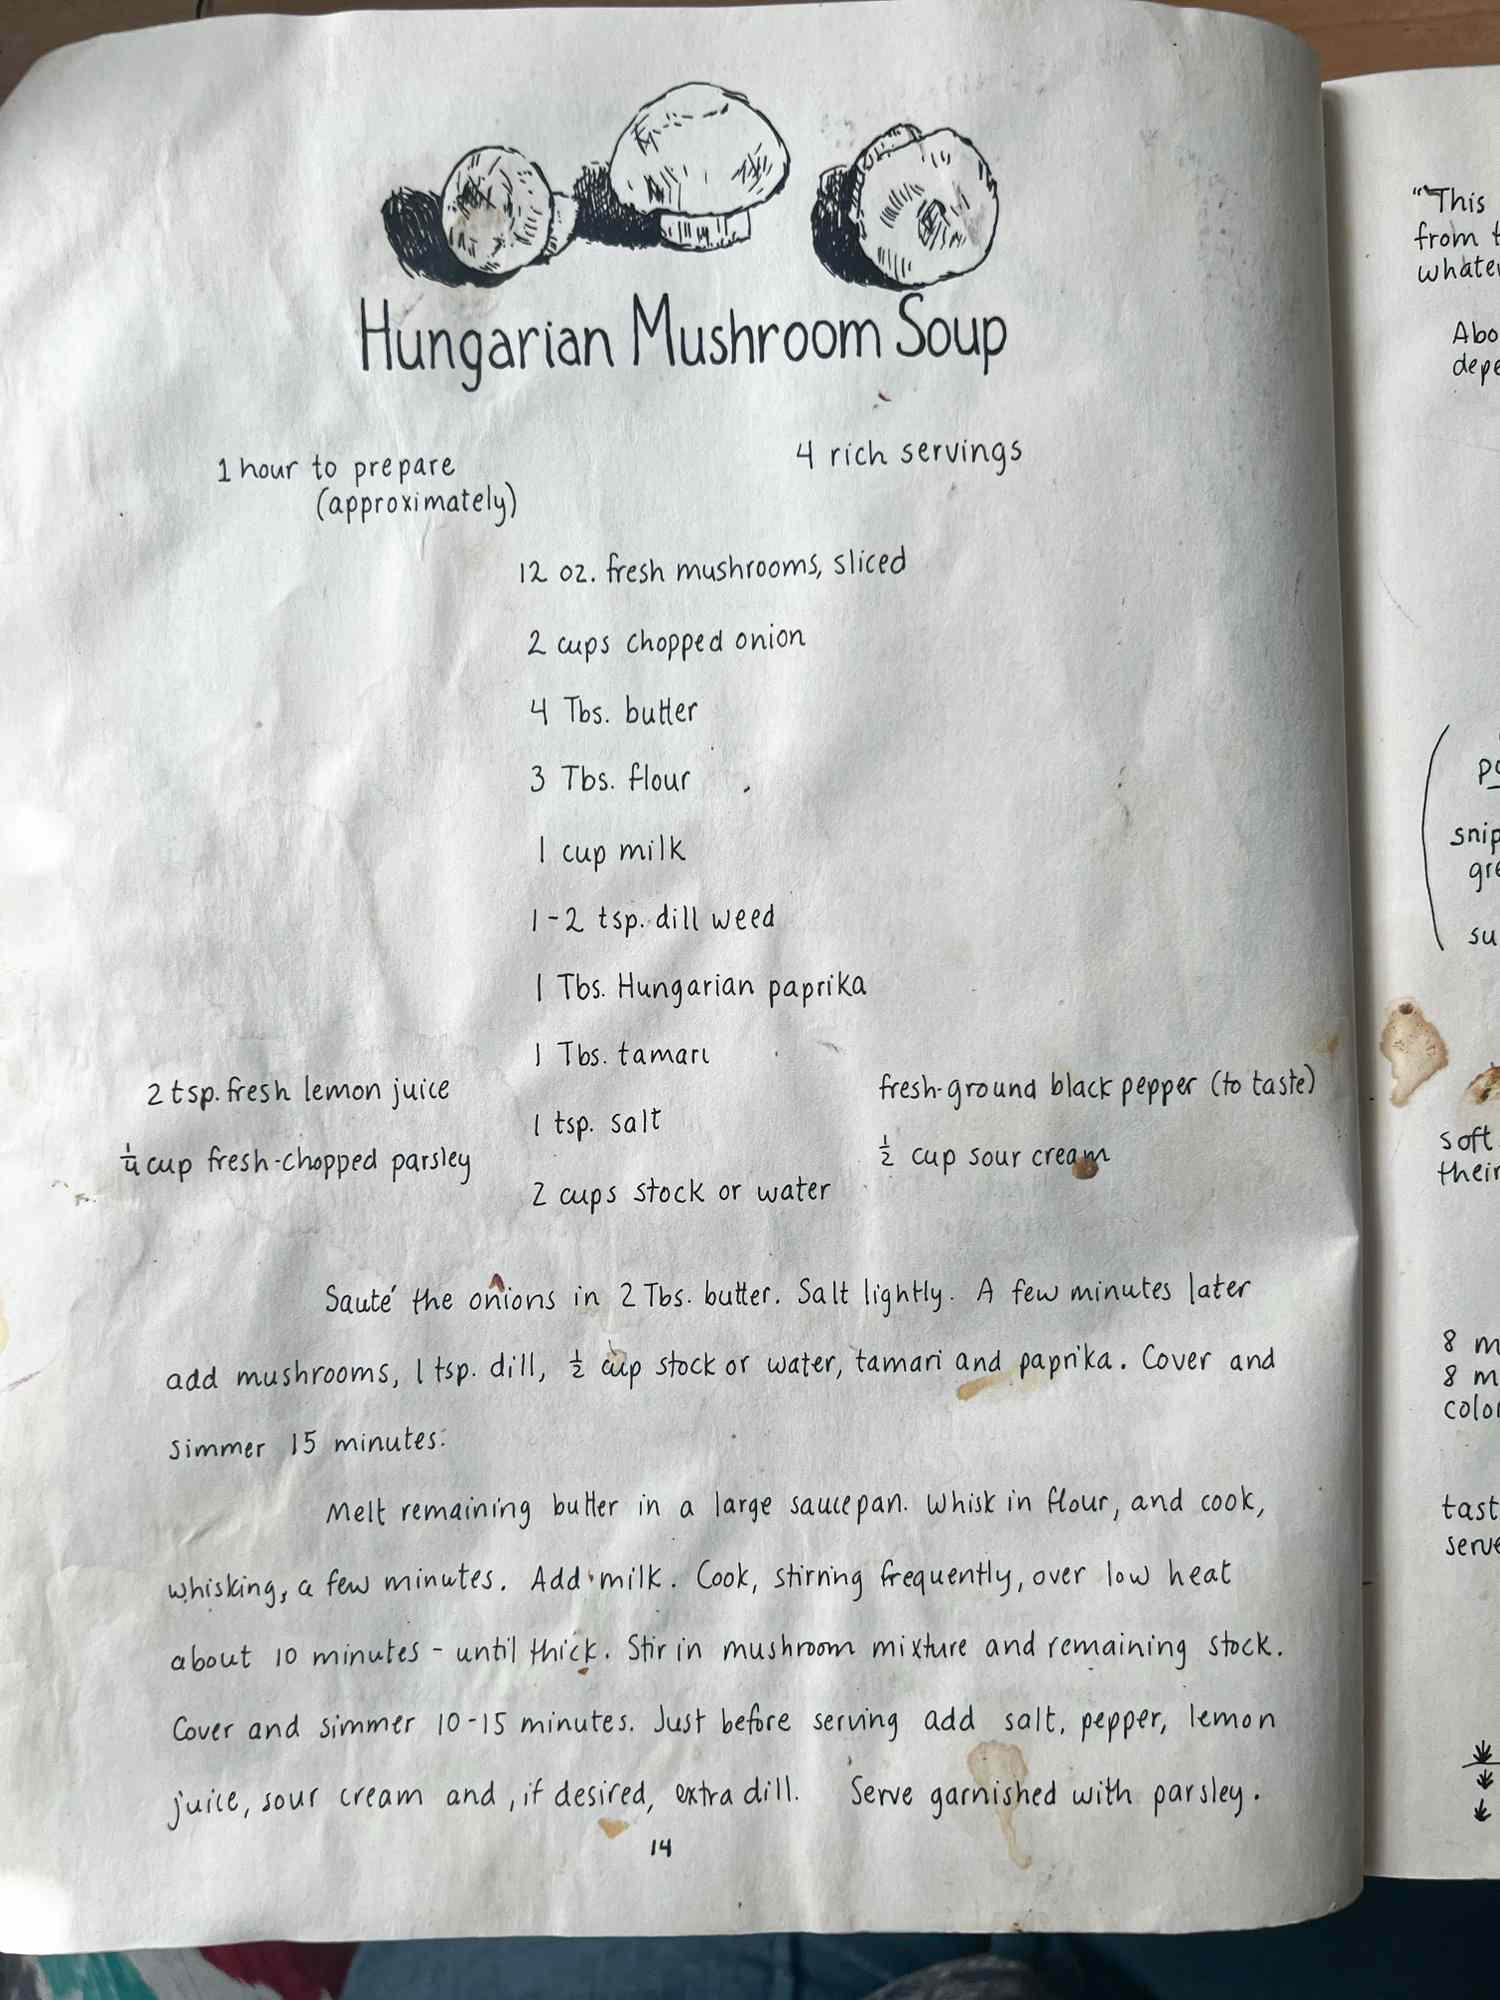 Hungarian Mushroom Soup
1 hour to prepare
(approximately)
4 rich servings
12 oz. fresh mushrooms, sliced
2 cups chopped onion
4 Tbs. butter
3 Tbs. flour
1 cup milk
1-2 tsp. dill weed
1 Tbs. Hungarian paprika
1 Tbs. tamari
1 tsp. salt
2 cups stock or water
2 tsp. fresh lemon juice
1/4 cup fresh-chopped parsley
fresh-ground black pepper (to taste)
1/2 cup sour cream
Sauté the onions in 2 Tbs. butter. Salt lightly. A few minutes later
add mushrooms, 1 tsp. dill, 1/2 cup stock or water, tamari and paprika. Cover and
simmer 15 minutes.
Melt remaining butter in a large saucepan. Whisk in flour, and cook,
whisking, a few minutes. Add milk. Cook, stirring frequently, over low heat
about 10 minutes - until thick. Stir in mushroom mixture and remaining stock.
Cover and simmer 10-15 minutes. Just before serving add salt, pepper, lemon
juice, sour cream and, if desired, extra dill. Serve garnished with parsley.
14
"This
from
Abo
depe
snip
gre
su
soft
their
8 m
8 m
color
tast
serve